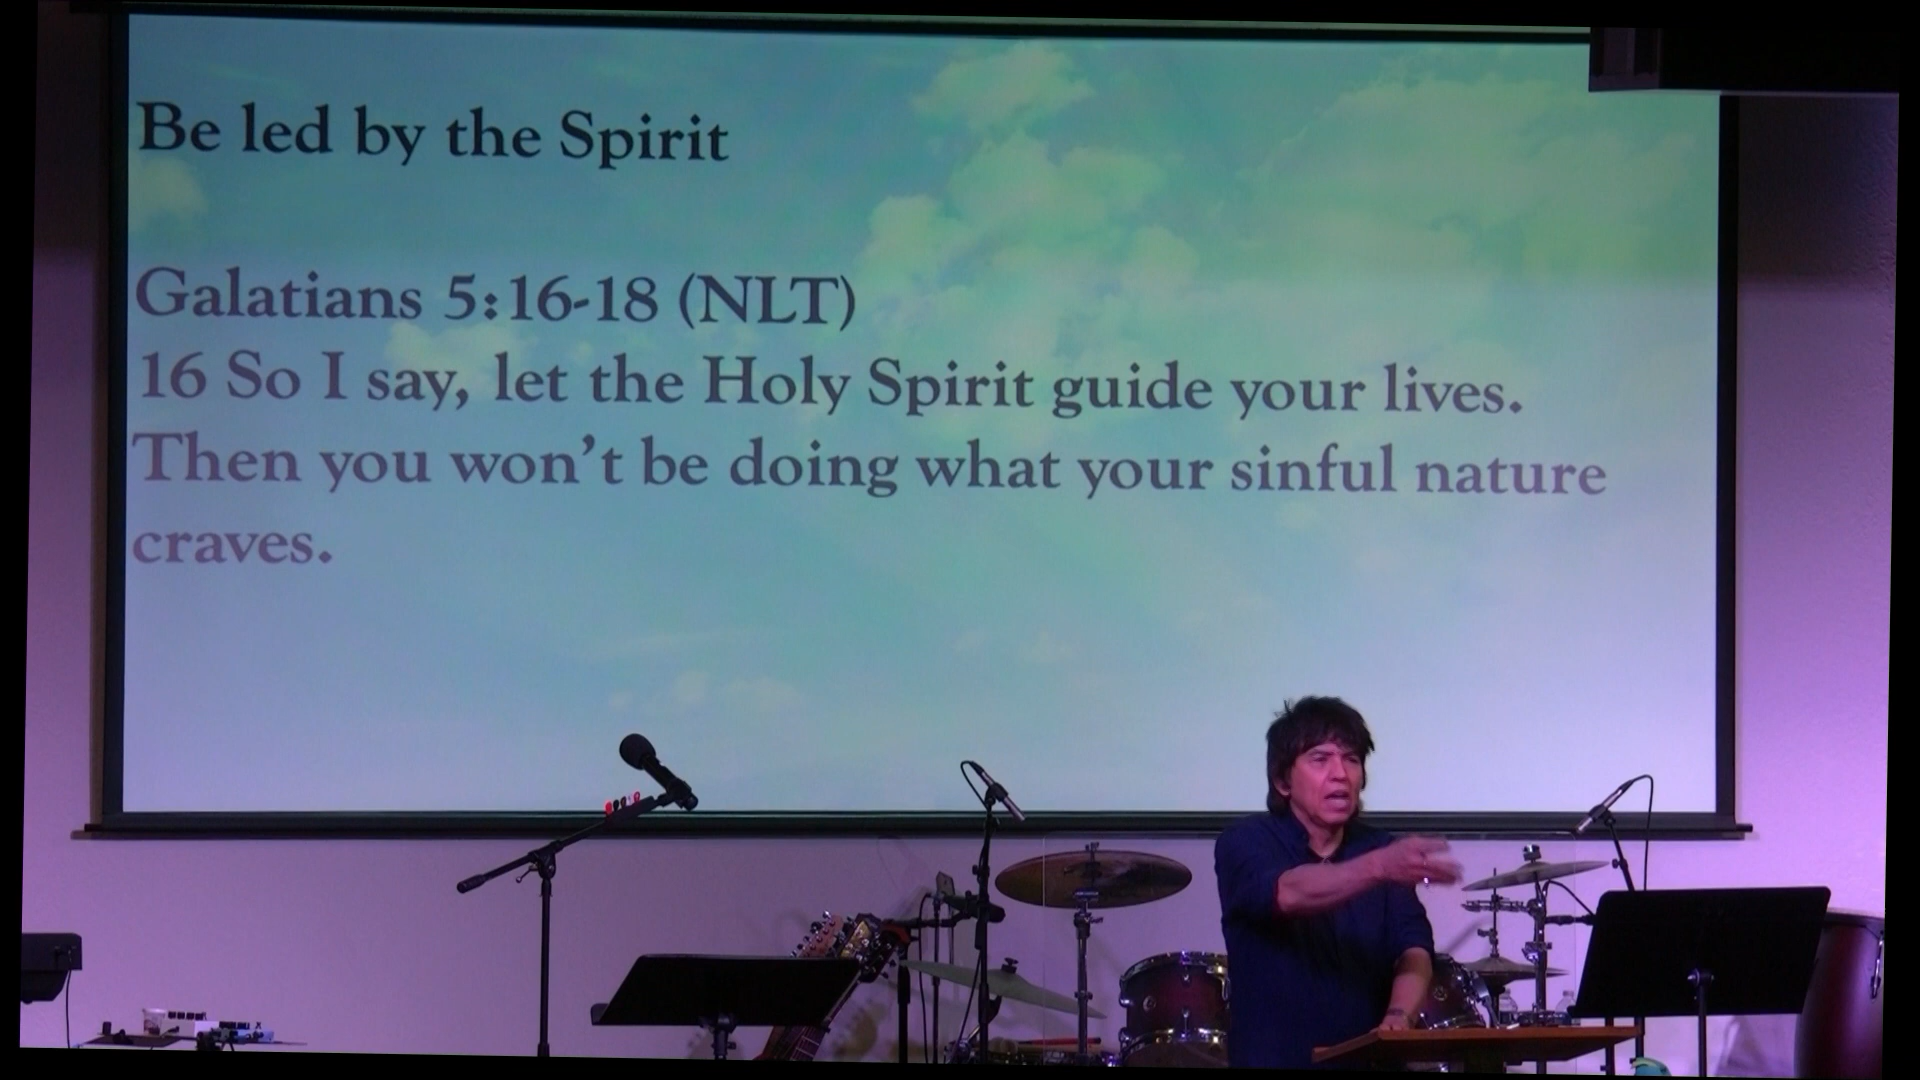 Be led by the Spirit
Galatians 5:16-18 (NLT)
16 So I say, let the Holy Spirit guide your lives.
Then you won’t be doing what your sinful nature
craves.